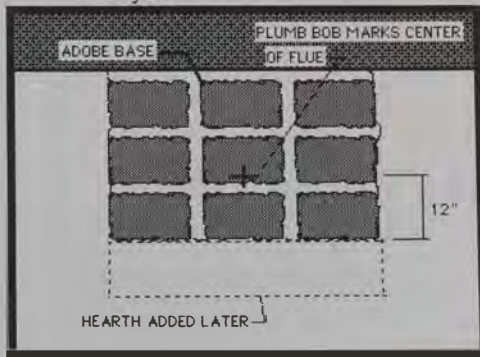 PLUMB BOB MARKS CENTER
OF FLUE
ADOBE BASE
12"
HEARTH ADDED LATER